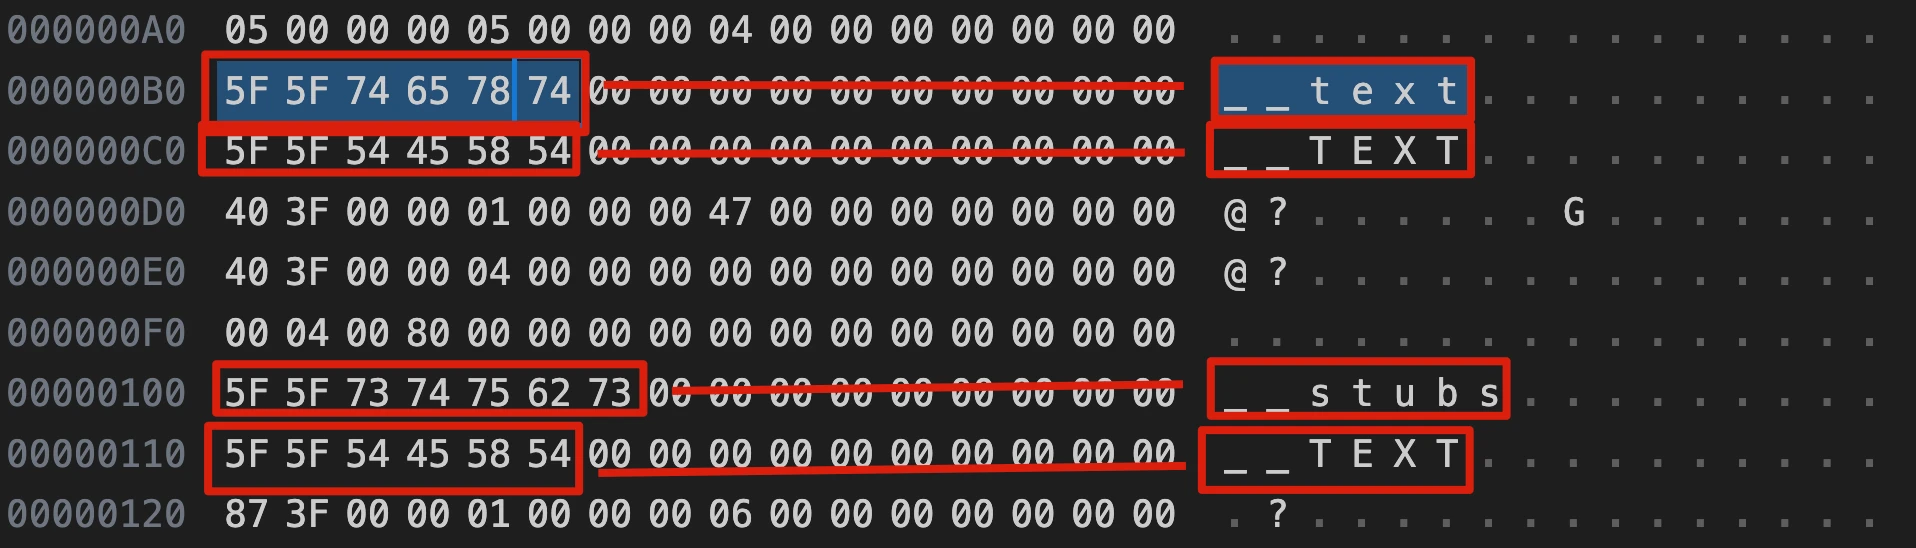 000000A0 05 00 00 00 05 00 00 00 04 00 00 00 00 00 00 00 . . . . . . . . . . . . . . . .
000000B0 5F 5F 74 65 78 74 00 00 00 00 00 00 00 00 00 00 _ _ t e x t . . . . . . . . . .
000000C0 5F 5F 54 45 58 54 00 00 00 00 00 00 00 00 00 00 _ _ T E X T . . . . . . . . . .
000000D0 40 3F 00 00 01 00 00 00 47 00 00 00 00 00 00 00 @ ? . . . . . . G . . . . . . .
000000E0 40 3F 00 00 04 00 00 00 00 00 00 00 00 00 00 00 @ ? . . . . . . . . . . . . . .
000000F0 00 04 00 80 00 00 00 00 00 00 00 00 00 00 00 00 . . . . . . . . . . . . . . . .
00000100 5F 5F 73 74 75 62 73 00 00 00 00 00 00 00 00 00 _ _ s t u b s . . . . . . . . .
00000110 5F 5F 54 45 58 54 00 00 00 00 00 00 00 00 00 00 _ _ T E X T . . . . . . . . . .
00000120 87 3F 00 00 01 00 00 00 06 00 00 00 00 00 00 00 . ? . . . . . . . . . . . . . .